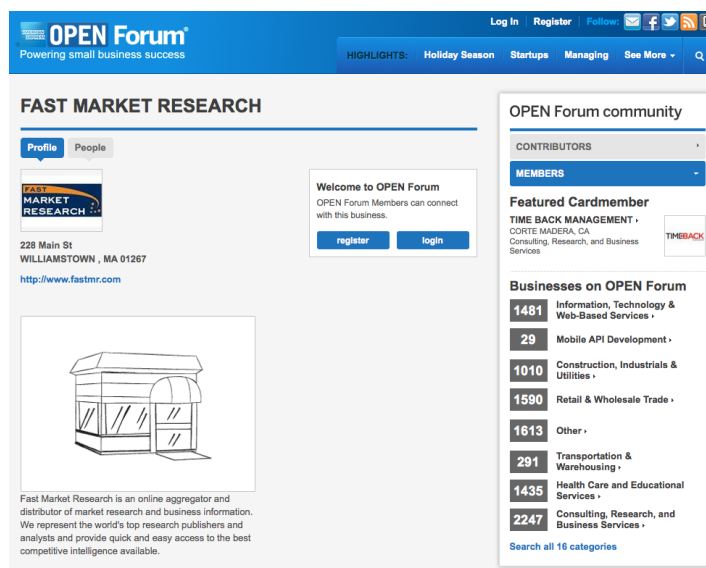 Log In Register Follow:
AMERICAN EXPRESS OPEN Forum®
Powering small business success
HIGHLIGHTS: Holiday Season Startups Managing See More
FAST MARKET RESEARCH
Profile People
FAST
MARKET
RESEARCH
228 Main St
WILLIAMSTOWN , MA 01267
http://www.fastmr.com
Welcome to OPEN Forum
OPEN Forum Members can connect
with this business.
register login
Fast Market Research is an online aggregator and
distributor of market research and business information.
We represent the world's top research publishers and
analysts and provide quick and easy access to the best
competitive intelligence available.
OPEN Forum community
CONTRIBUTORS
MEMBERS
Featured Cardmember
TIME BACK MANAGEMENT
CORTE MADERA, CA
Consulting, Research, and Business
Services
TIMEBACK
Businesses on OPEN Forum
1481 Information, Technology &
Web-Based Services
29 Mobile API Development
1010 Construction, Industrials &
Utilities
1590 Retail & Wholesale Trade
1613 Other
291 Transportation &
Warehousing
1435 Health Care and Educational
Services
2247 Consulting, Research, and
Business Services
Search all 16 categories